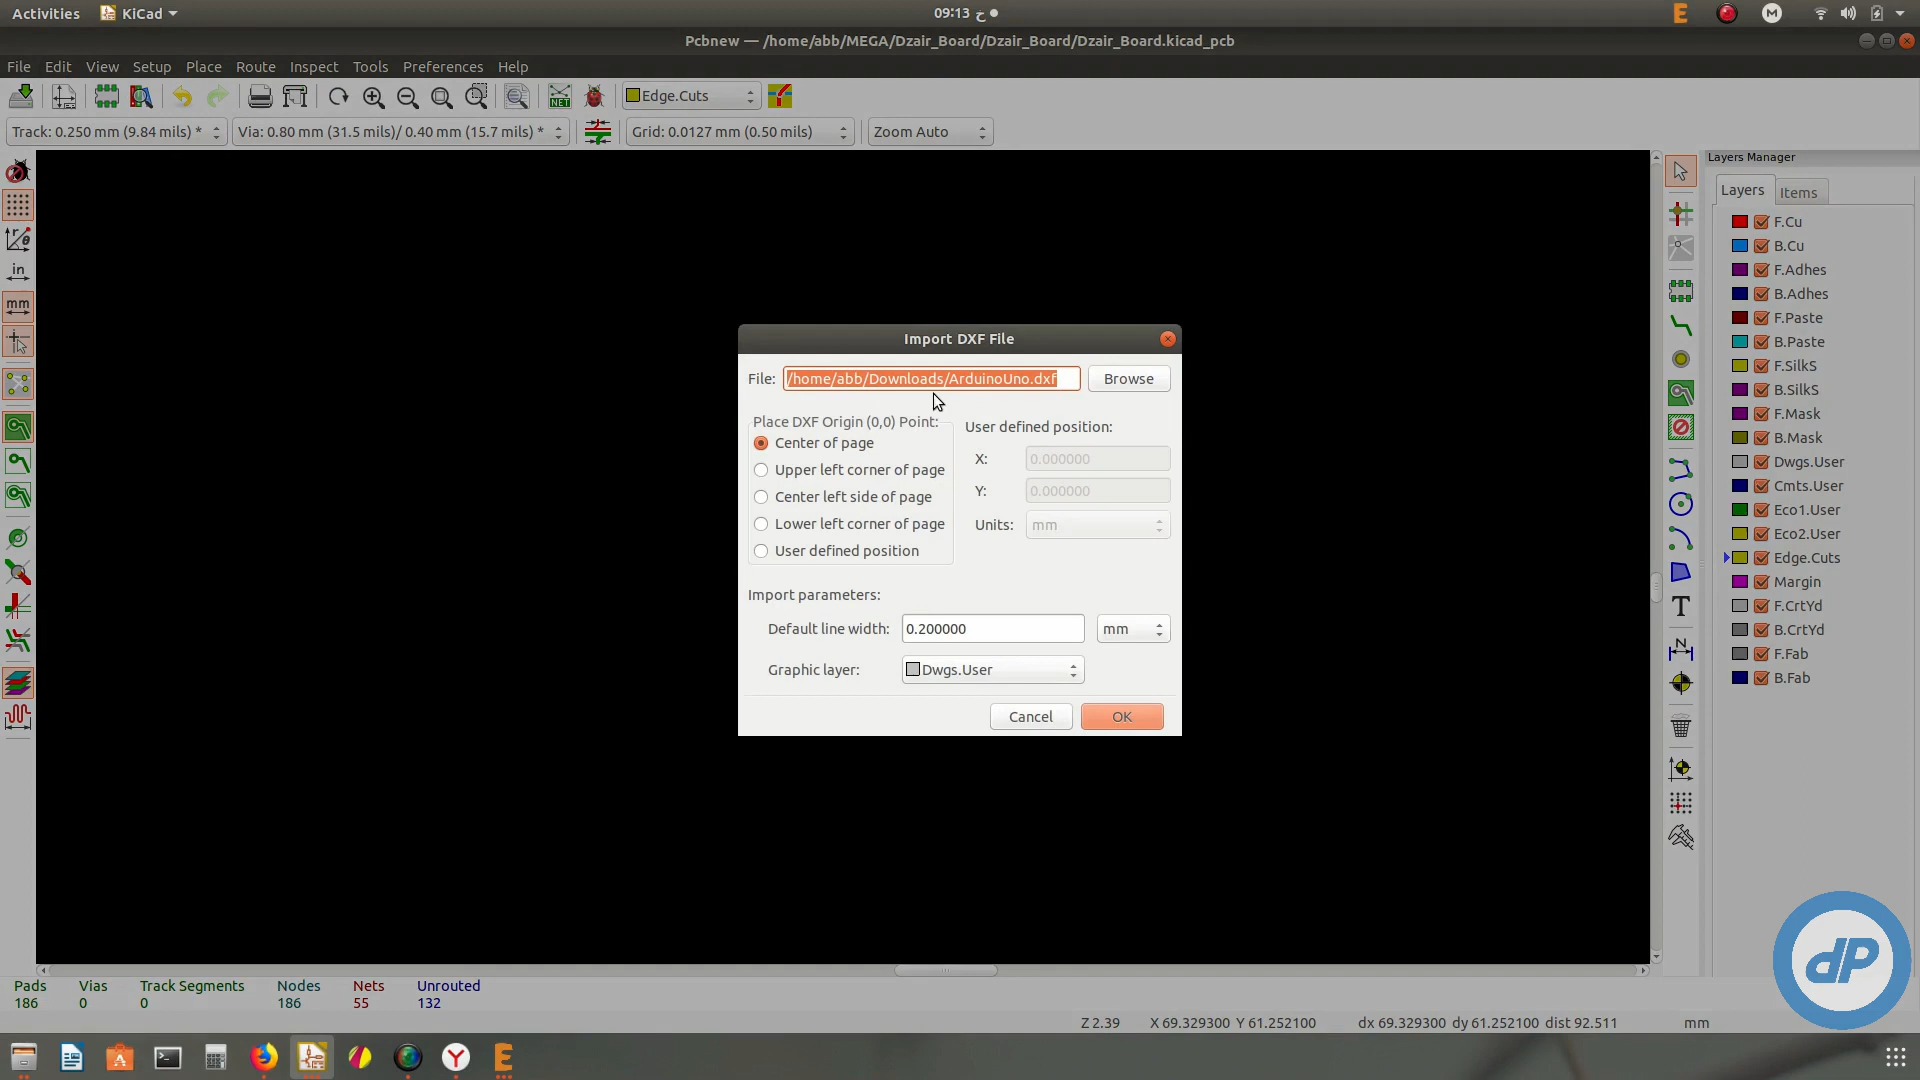 Activities
KiCad
09:13 ح
E
M
Pcbnew — /home/abb/MEGA/Dzair_Board/Dzair_Board/Dzair_Board.kicad_pcb
File Edit View Setup Place Route Inspect Tools Preferences Help
NET
Edge.Cuts
Track: 0.250 mm (9.84 mils) *
Via: 0.80 mm (31.5 mils)/ 0.40 mm (15.7 mils) *
Grid: 0.0127 mm (0.50 mils)
Zoom Auto
in
mm
Import DXF File
File: /home/abb/Downloads/ArduinoUno.dxf
Browse
Place DXF Origin (0,0) Point:
Center of page
Upper left corner of page
Center left side of page
Lower left corner of page
User defined position
User defined position:
X: 0.000000
Y: 0.000000
Units: mm
Import parameters:
Default line width: 0.200000 mm
Graphic layer: Dwgs.User
Cancel
OK
T
N
Layers Manager
Layers Items
F.Cu
B.Cu
F.Adhes
B.Adhes
F.Paste
B.Paste
F.SilkS
B.SilkS
F.Mask
B.Mask
Dwgs.User
Cmts.User
Eco1.User
Eco2.User
Edge.Cuts
Margin
F.CrtYd
B.CrtYd
F.Fab
B.Fab
dP
Pads Vias Track Segments Nodes Nets Unrouted
186 0 0 186 55 132
Z 2.39 X 69.329300 Y 61.252100 dx 69.329300 dy 61.252100 dist 92.511 mm